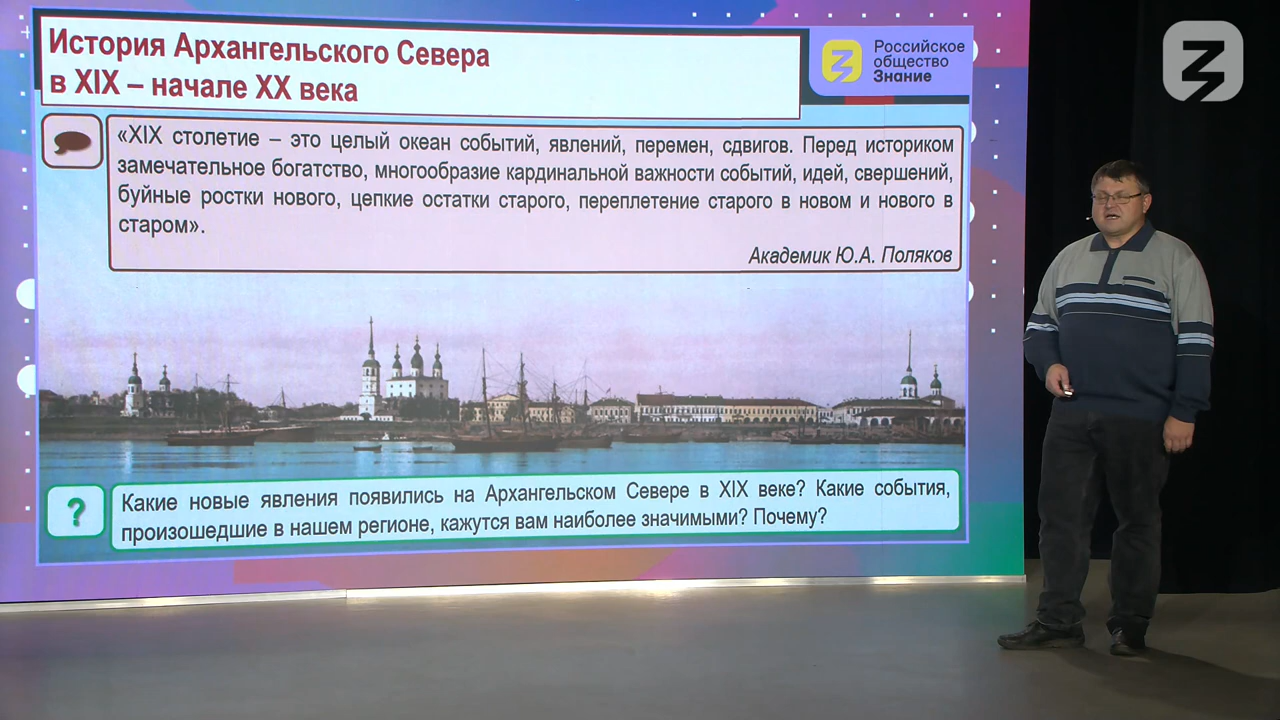 История Архангельского Севера
в XIX – начале XX века
Российское
общество
Знание
«XIX столетие – это целый океан событий, явлений, перемен, сдвигов. Перед историком
замечательное богатство, многообразие кардинальной важности событий, идей, свершений,
буйные ростки нового, цепкие остатки старого, переплетение старого в новом и нового в
старом».
Академик Ю.А. Поляков
?
Какие новые явления появились на Архангельском Севере в XIX веке? Какие события,
произошедшие в нашем регионе, кажутся вам наиболее значимыми? Почему?